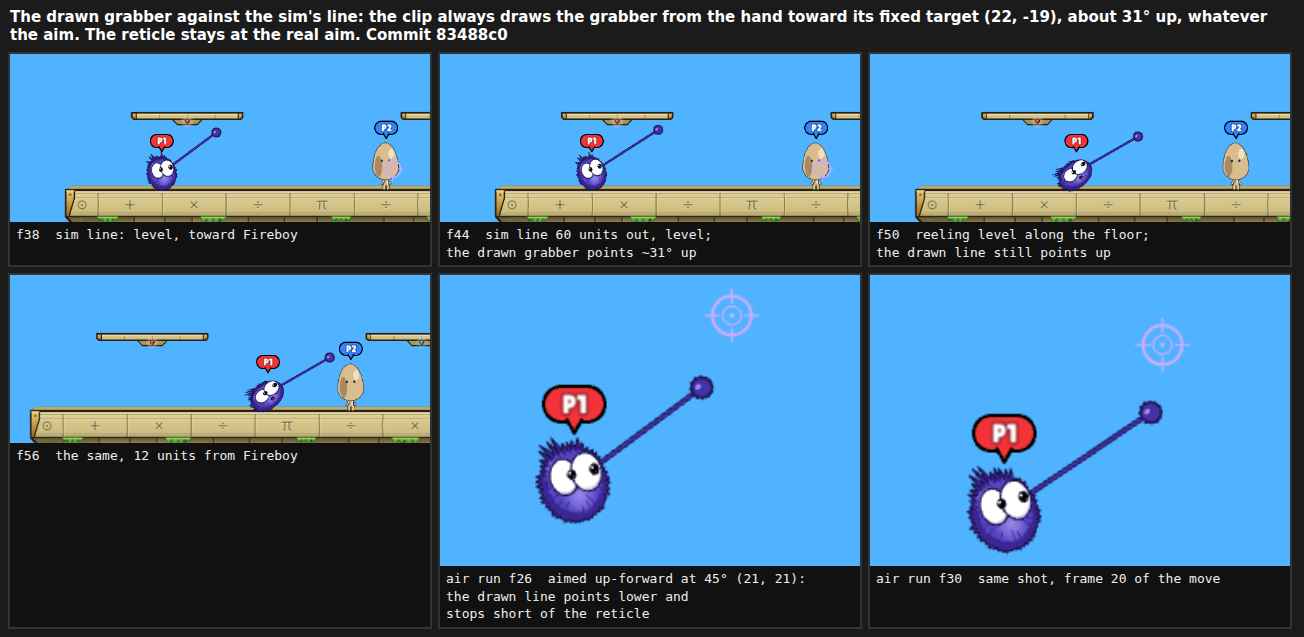 The drawn grabber against the sim's line: the clip always draws the grabber from the hand toward its fixed target (22, -19), about 31° up, whatever
the aim. The reticle stays at the real aim. Commit 83488c0
P1
P2
⊙ + × ÷ π ÷
f38 sim line: level, toward Fireboy
P1
P2
⊙ + × ÷ π ÷
f44 sim line 60 units out, level;
the drawn grabber points ~31° up
P1
P2
⊙ + × ÷ π ÷
f50 reeling level along the floor;
the drawn line still points up
P1
P2
⊙ + × ÷ π ÷ ×
f56 the same, 12 units from Fireboy
P1
air run f26 aimed up-forward at 45° (21, 21):
the drawn line points lower and
stops short of the reticle
P1
air run f30 same shot, frame 20 of the move